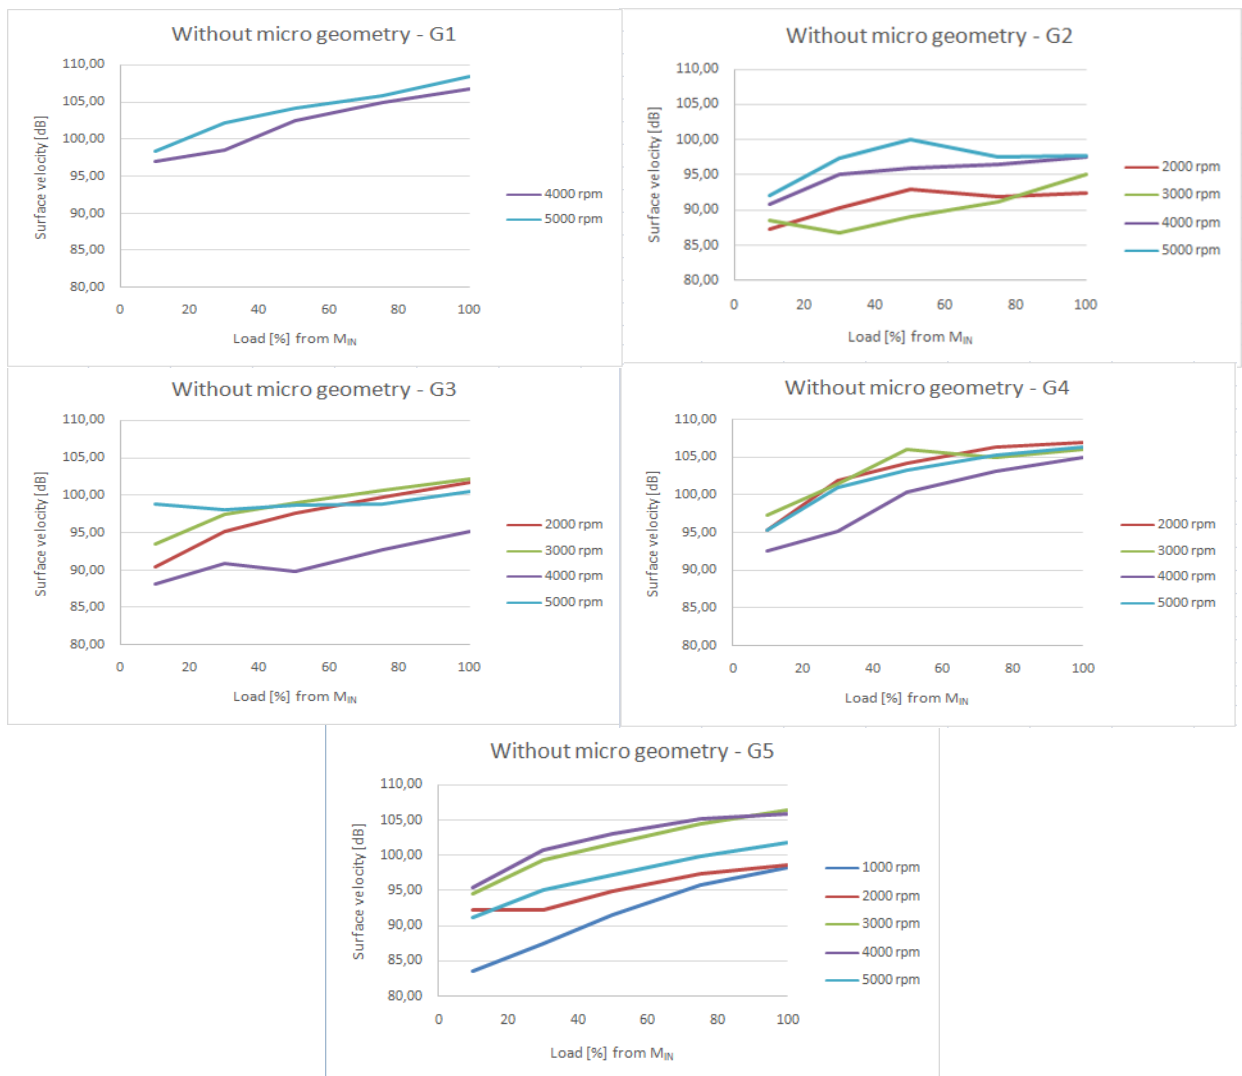 Without micro geometry - G1
110,00
105,00
100,00
95,00
90,00
85,00
80,00
Surface velocity [dB]
0 20 40 60 80 100
Load [%] from MIN
4000 rpm
5000 rpm
Without micro geometry - G2
110,00
105,00
100,00
95,00
90,00
85,00
80,00
Surface velocity [dB]
0 20 40 60 80 100
Load [%] from MIN
2000 rpm
3000 rpm
4000 rpm
5000 rpm
Without micro geometry - G3
110,00
105,00
100,00
95,00
90,00
85,00
80,00
Surface velocity [dB]
0 20 40 60 80 100
Load [%] from MIN
2000 rpm
3000 rpm
4000 rpm
5000 rpm
Without micro geometry - G4
110,00
105,00
100,00
95,00
90,00
85,00
80,00
Surface velocity [dB]
0 20 40 60 80 100
Load [%] from MIN
2000 rpm
3000 rpm
4000 rpm
5000 rpm
Without micro geometry - G5
110,00
105,00
100,00
95,00
90,00
85,00
80,00
Surface velocity [dB]
0 20 40 60 80 100
Load [%] from MIN
1000 rpm
2000 rpm
3000 rpm
4000 rpm
5000 rpm